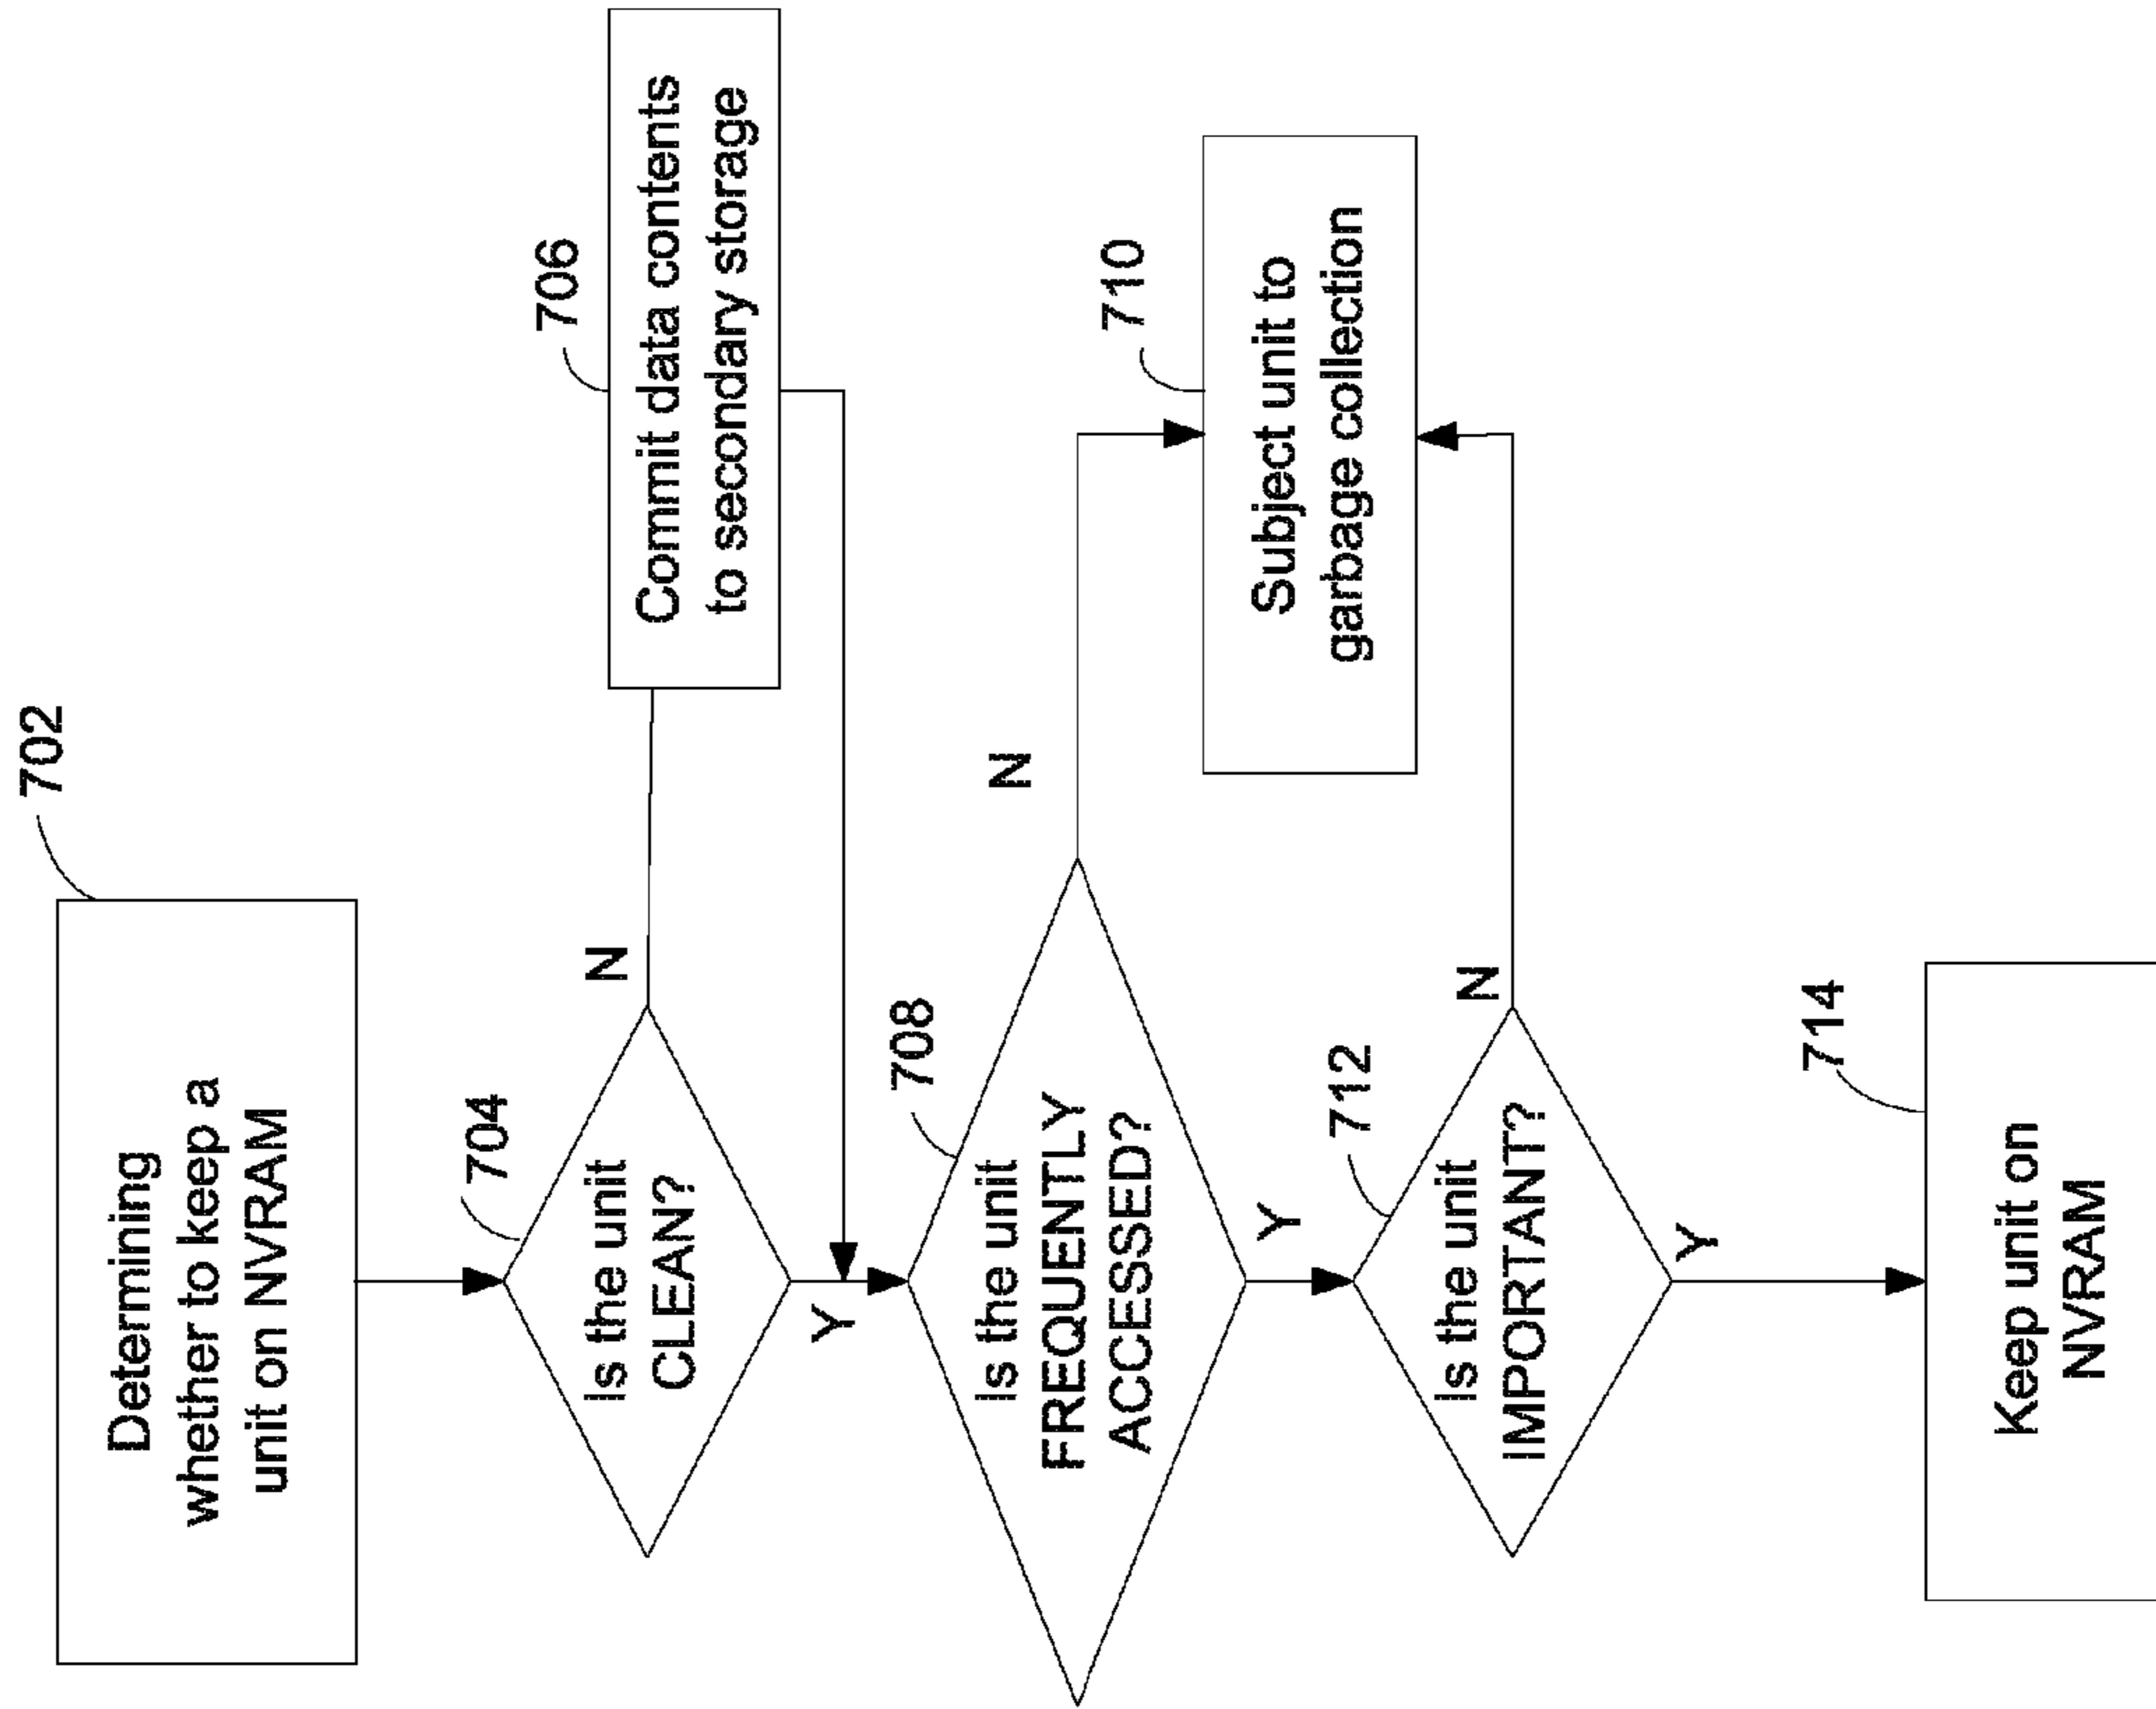 702
Determining
whether to keep a
unit on NVRAM
704
Is the unit
CLEAN?
N
706
Commit data contents
to secondary storage
Y
708
Is the unit
FREQUENTLY
ACCESSED?
N
710
Subject unit to
garbage collection
Y
712
Is the unit
IMPORTANT?
N
Y
714
Keep unit on
NVRAM